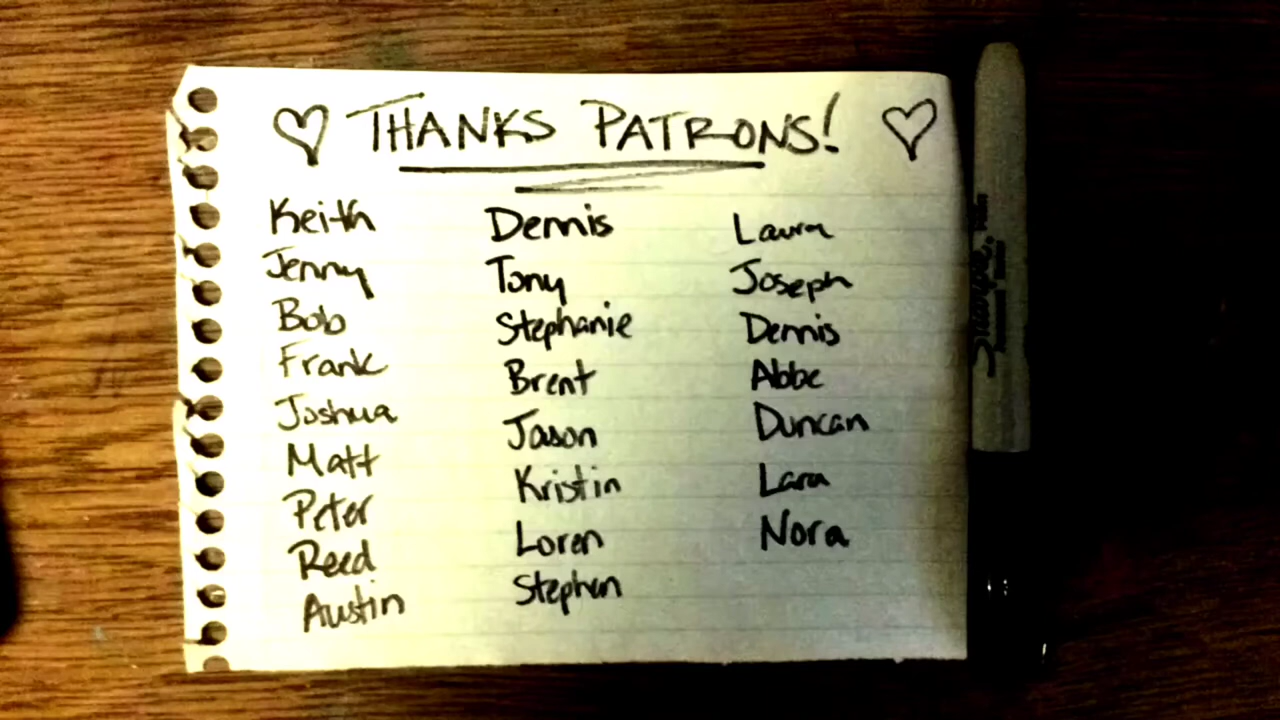 THANKS PATRONS!
Keith
Jenny
Bob
Frank
Joshua
Matt
Peter
Reed
Austin
Dennis
Tony
Stephanie
Brent
Jason
Kristin
Loren
Stephen
Laura
Joseph
Dennis
Abbe
Duncan
Lara
Nora
Sharpie.